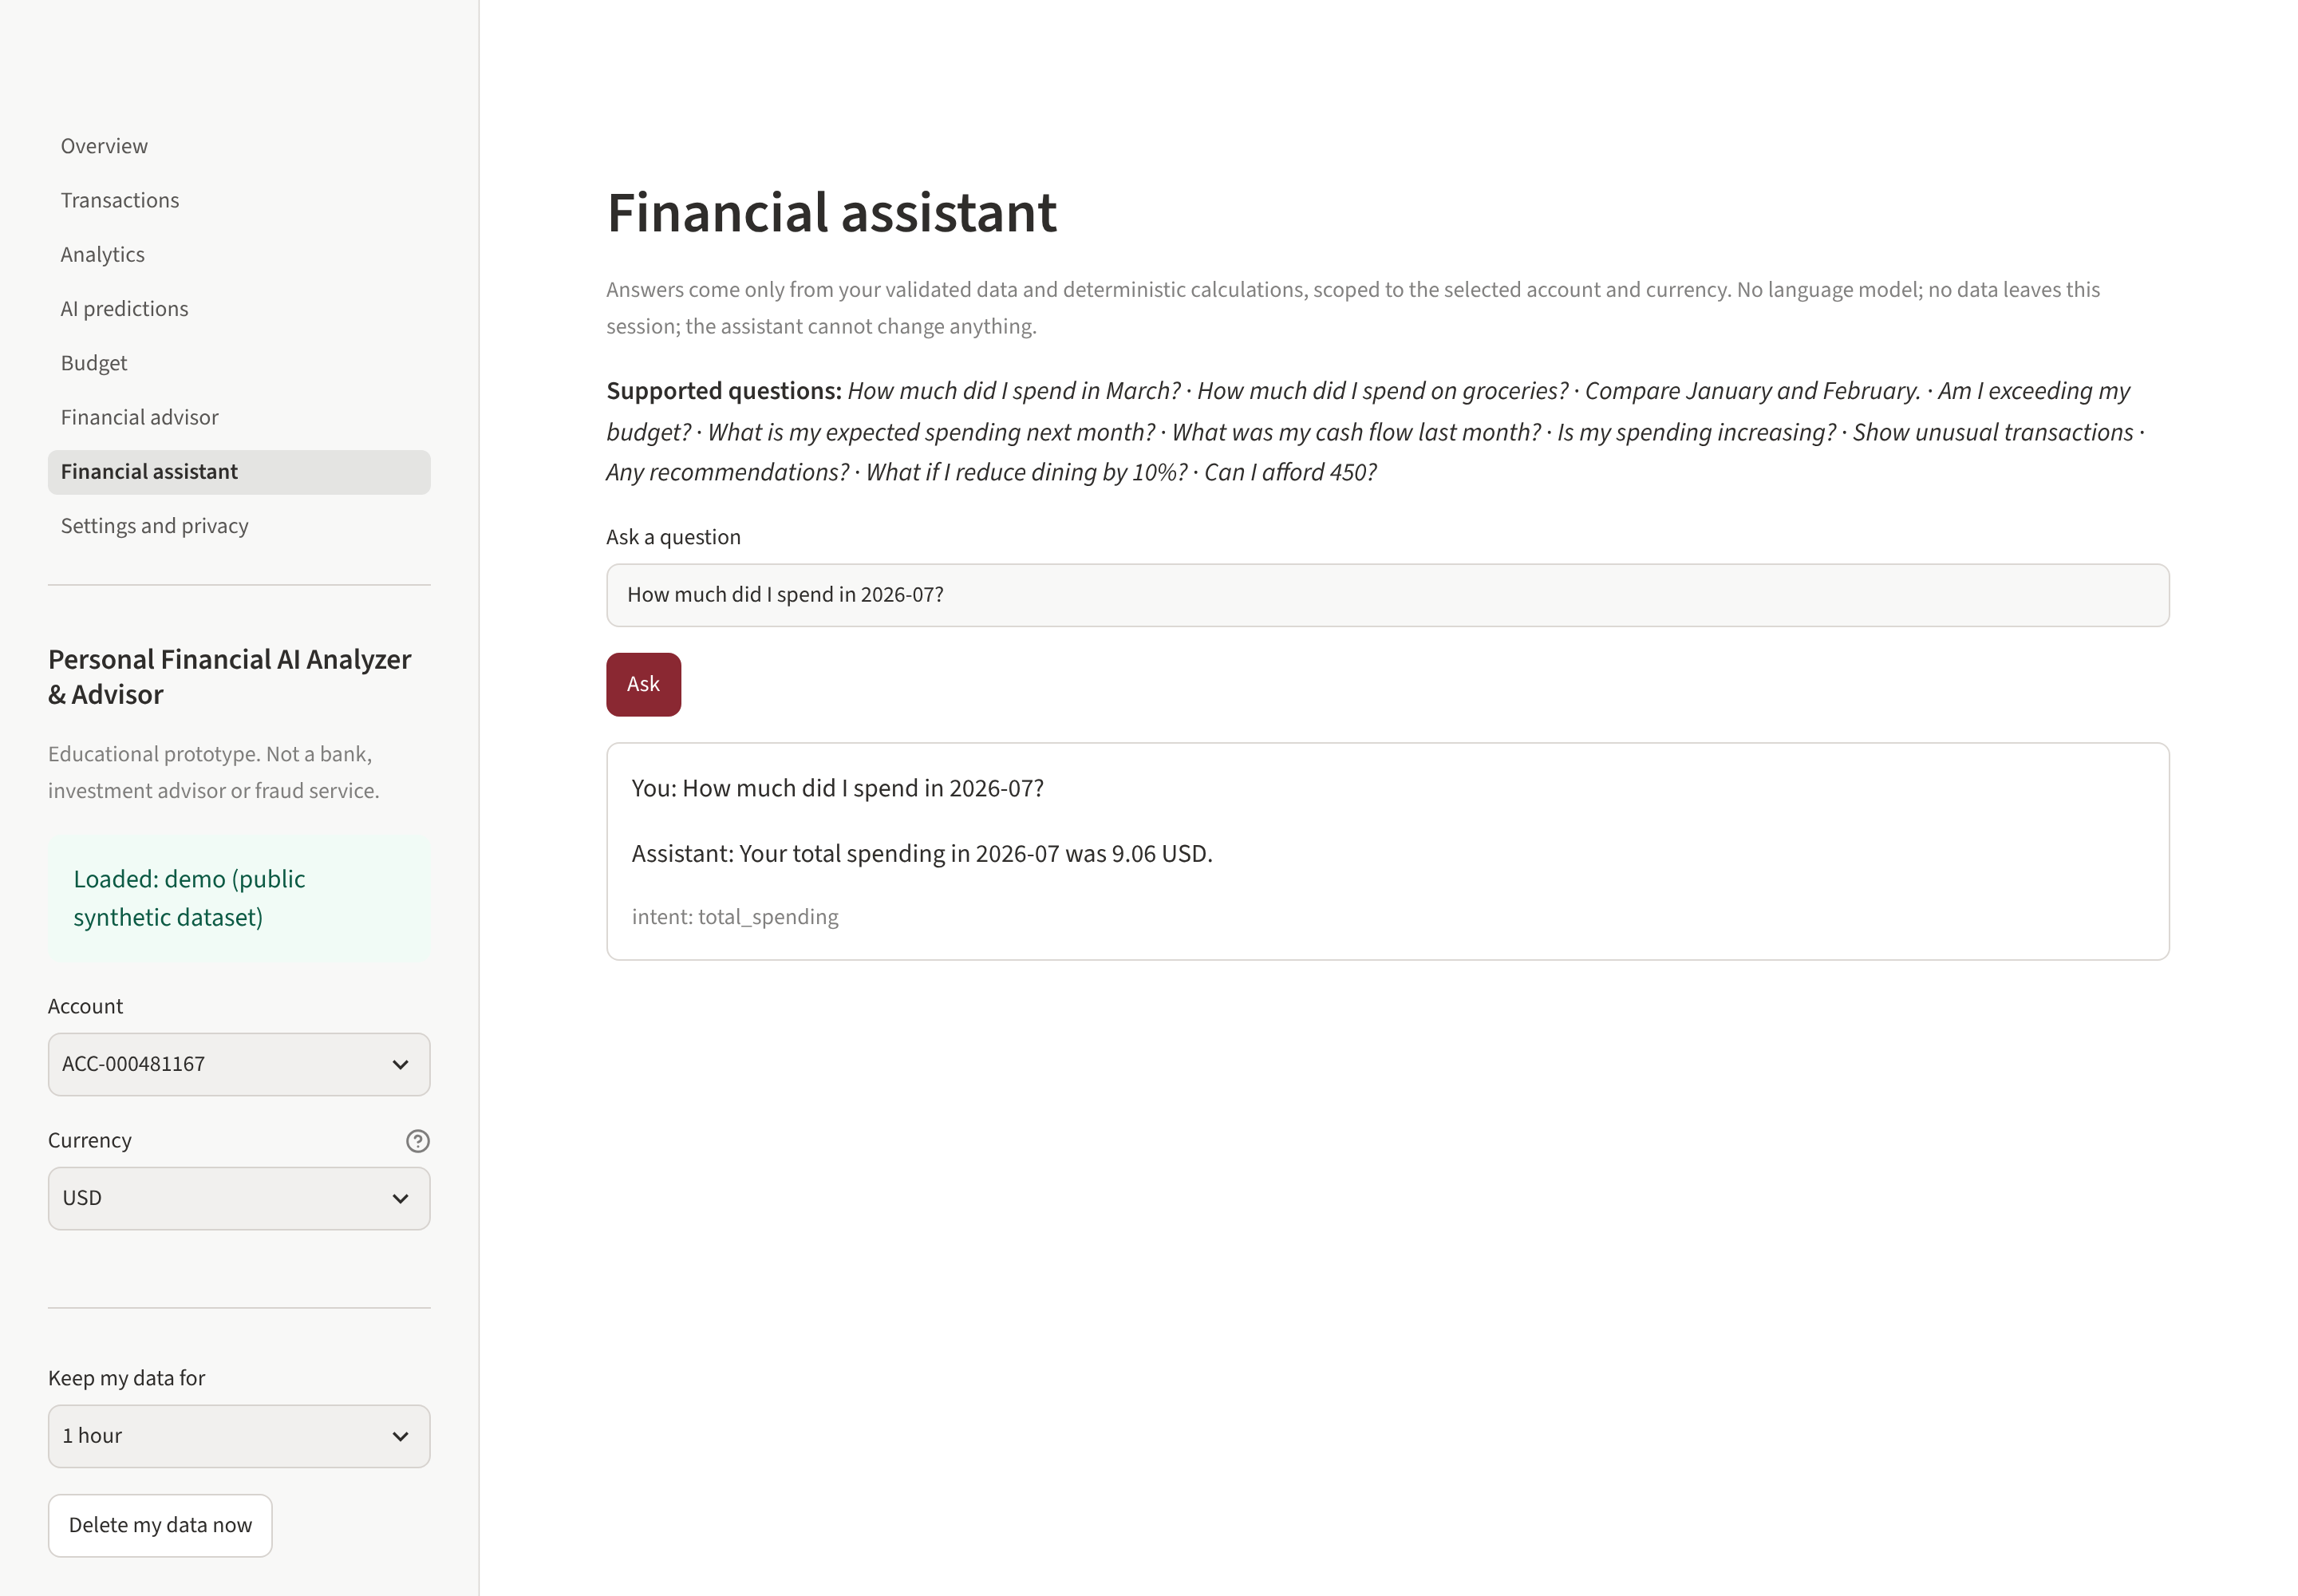 Overview
Transactions
Analytics
AI predictions
Budget
Financial advisor
Financial assistant
Settings and privacy
Personal Financial AI Analyzer
& Advisor
Educational prototype. Not a bank,
investment advisor or fraud service.
Loaded: demo (public
synthetic dataset)
Account
ACC-000481167
Currency
USD
Keep my data for
1 hour
Delete my data now
Financial assistant
Answers come only from your validated data and deterministic calculations, scoped to the selected account and currency. No language model; no data leaves this
session; the assistant cannot change anything.
Supported questions: How much did I spend in March? · How much did I spend on groceries? · Compare January and February. · Am I exceeding my
budget? · What is my expected spending next month? · What was my cash flow last month? · Is my spending increasing? · Show unusual transactions ·
Any recommendations? · What if I reduce dining by 10%? · Can I afford 450?
Ask a question
How much did I spend in 2026-07?
Ask
You: How much did I spend in 2026-07?
Assistant: Your total spending in 2026-07 was 9.06 USD.
intent: total_spending